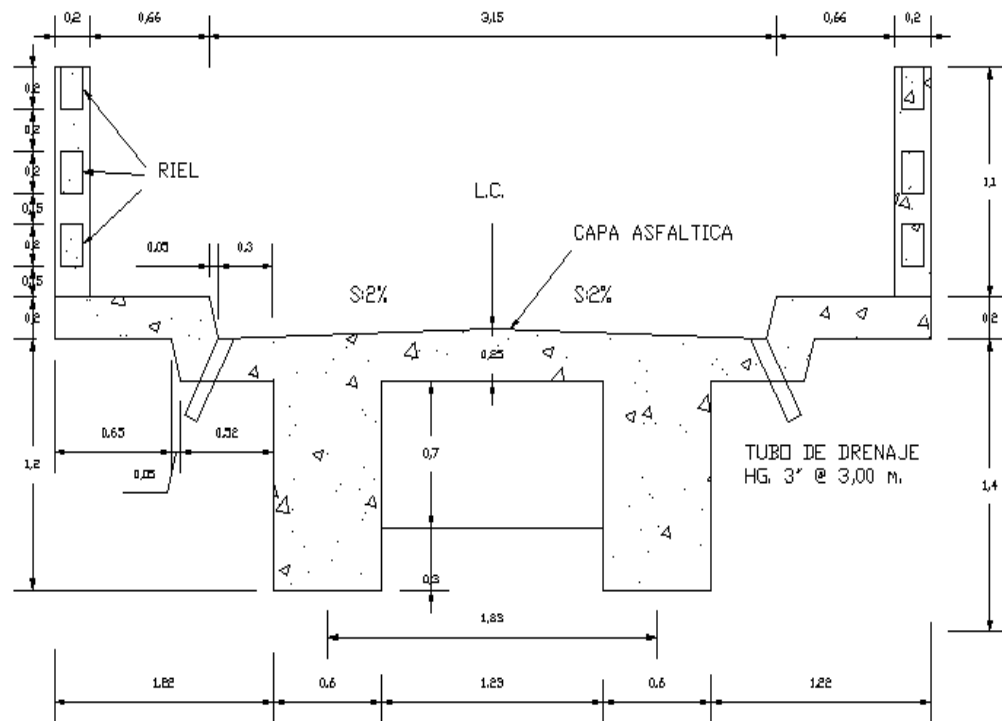 0,2 0,66 3,15 0,66 0,2
0,2
0,2
0,2
0,15
0,2
0,15
0,2
1,2
RIEL
L.C.
CAPA ASFALTICA
0,05 0,3
S:2% S:2%
0,25
1,1
0,2
1,4
0,65 0,52
0,05
0,7
0,3
TUBO DE DRENAJE
HG. 3" @ 3,00 m.
1,83
1,22 0,6 1,23 0,6 1,22